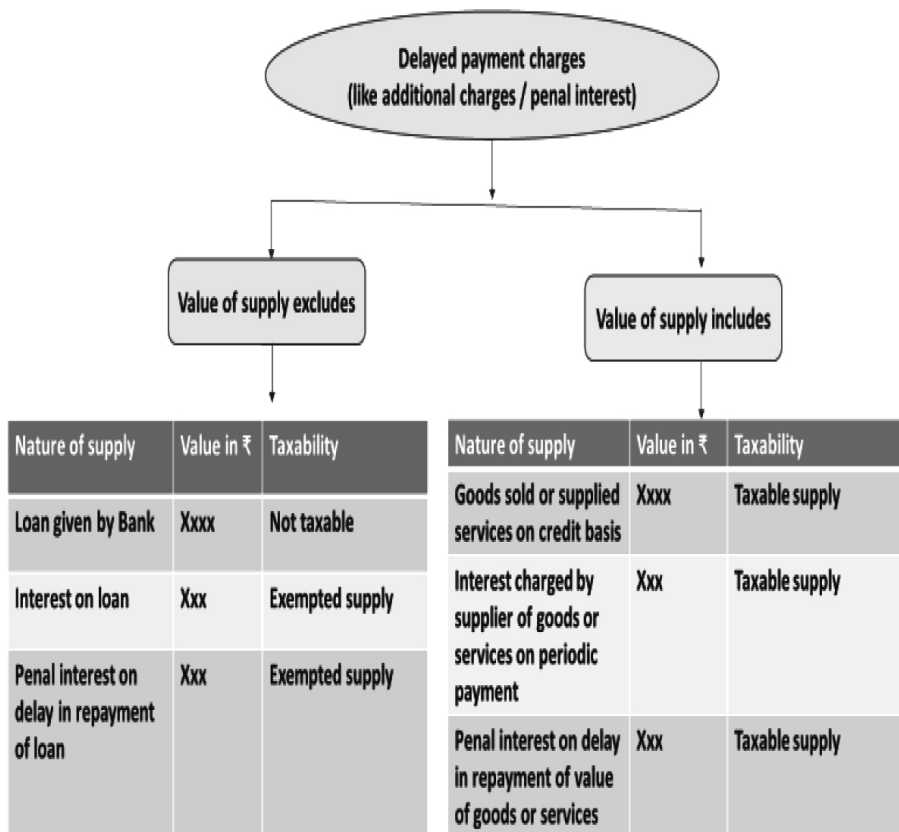 Delayed payment charges
(like additional charges / penal interest)
Value of supply excludes
Value of supply includes
Nature of supply Value in ₹ Taxability
Loan given by Bank Xxxx Not taxable
Interest on loan Xxx Exempted supply
Penal interest on Xxx Exempted supply
delay in repayment
of loan
Nature of supply Value in ₹ Taxability
Goods sold or supplied Xxxx Taxable supply
services on credit basis
Interest charged by Xxx Taxable supply
supplier of goods or
services on periodic
payment
Penal interest on delay Xxx Taxable supply
in repayment of value
of goods or services